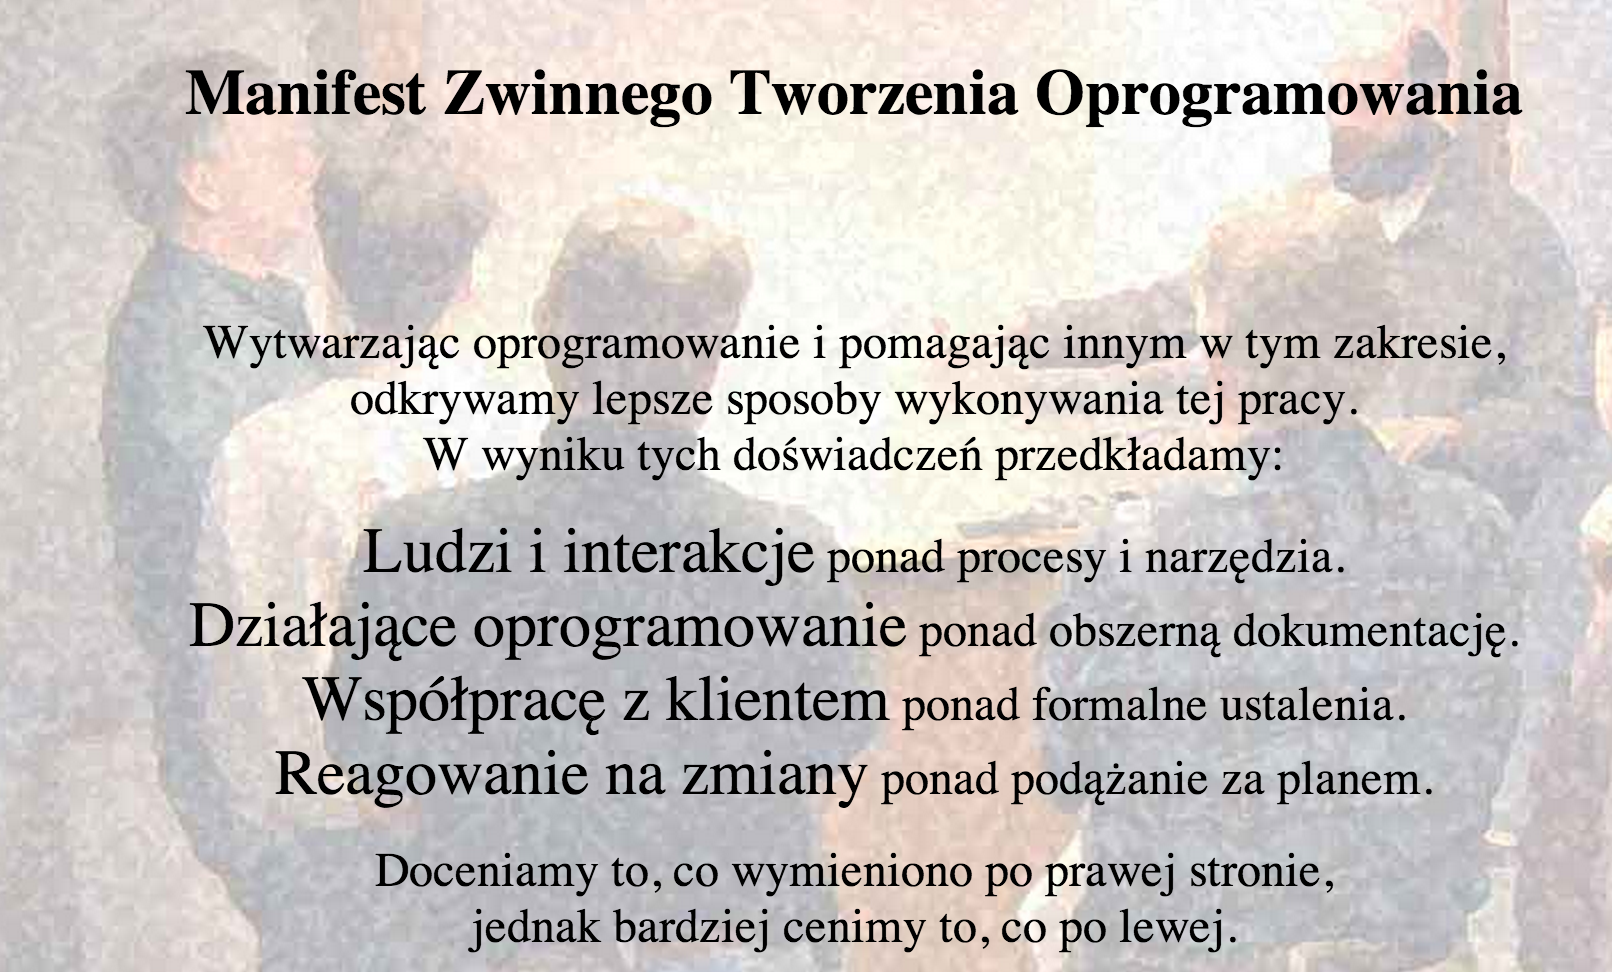 Manifest Zwinnego Tworzenia Oprogramowania
Wytwarzając oprogramowanie i pomagając innym w tym zakresie,
odkrywamy lepsze sposoby wykonywania tej pracy.
W wyniku tych doświadczeń przedkładamy:
Ludzi i interakcje ponad procesy i narzędzia.
Działające oprogramowanie ponad obszerną dokumentację.
Współpracę z klientem ponad formalne ustalenia.
Reagowanie na zmiany ponad podążanie za planem.
Doceniamy to, co wymieniono po prawej stronie,
jednak bardziej cenimy to, co po lewej.